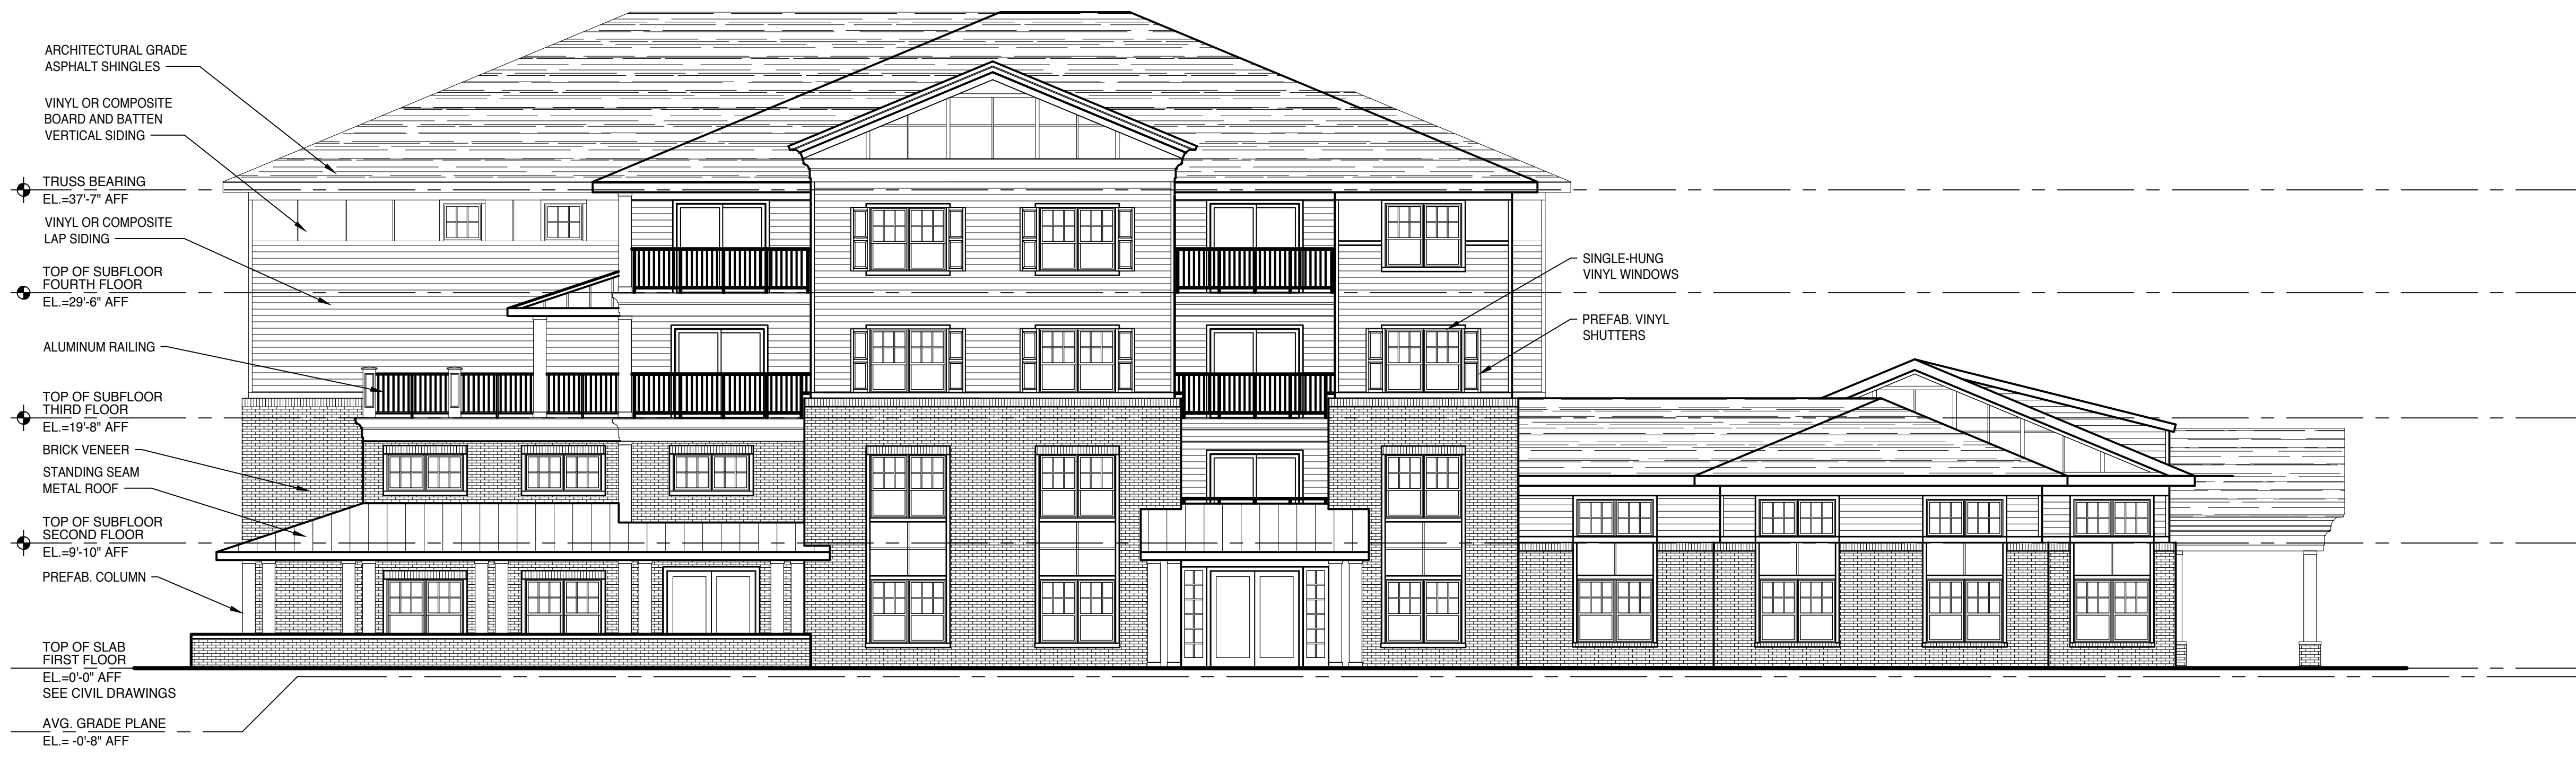 ARCHITECTURAL GRADE
ASPHALT SHINGLES
VINYL OR COMPOSITE
BOARD AND BATTEN
VERTICAL SIDING
TRUSS BEARING
EL.=37'-7" AFF
VINYL OR COMPOSITE
LAP SIDING
TOP OF SUBFLOOR
FOURTH FLOOR
EL.=29'-6" AFF
ALUMINUM RAILING
TOP OF SUBFLOOR
THIRD FLOOR
EL.=19'-8" AFF
BRICK VENEER
STANDING SEAM
METAL ROOF
TOP OF SUBFLOOR
SECOND FLOOR
EL.=9'-10" AFF
PREFAB. COLUMN
TOP OF SLAB
FIRST FLOOR
EL.=0'-0" AFF
SEE CIVIL DRAWINGS
AVG. GRADE PLANE
EL.= -0'-8" AFF
SINGLE-HUNG
VINYL WINDOWS
PREFAB. VINYL
SHUTTERS